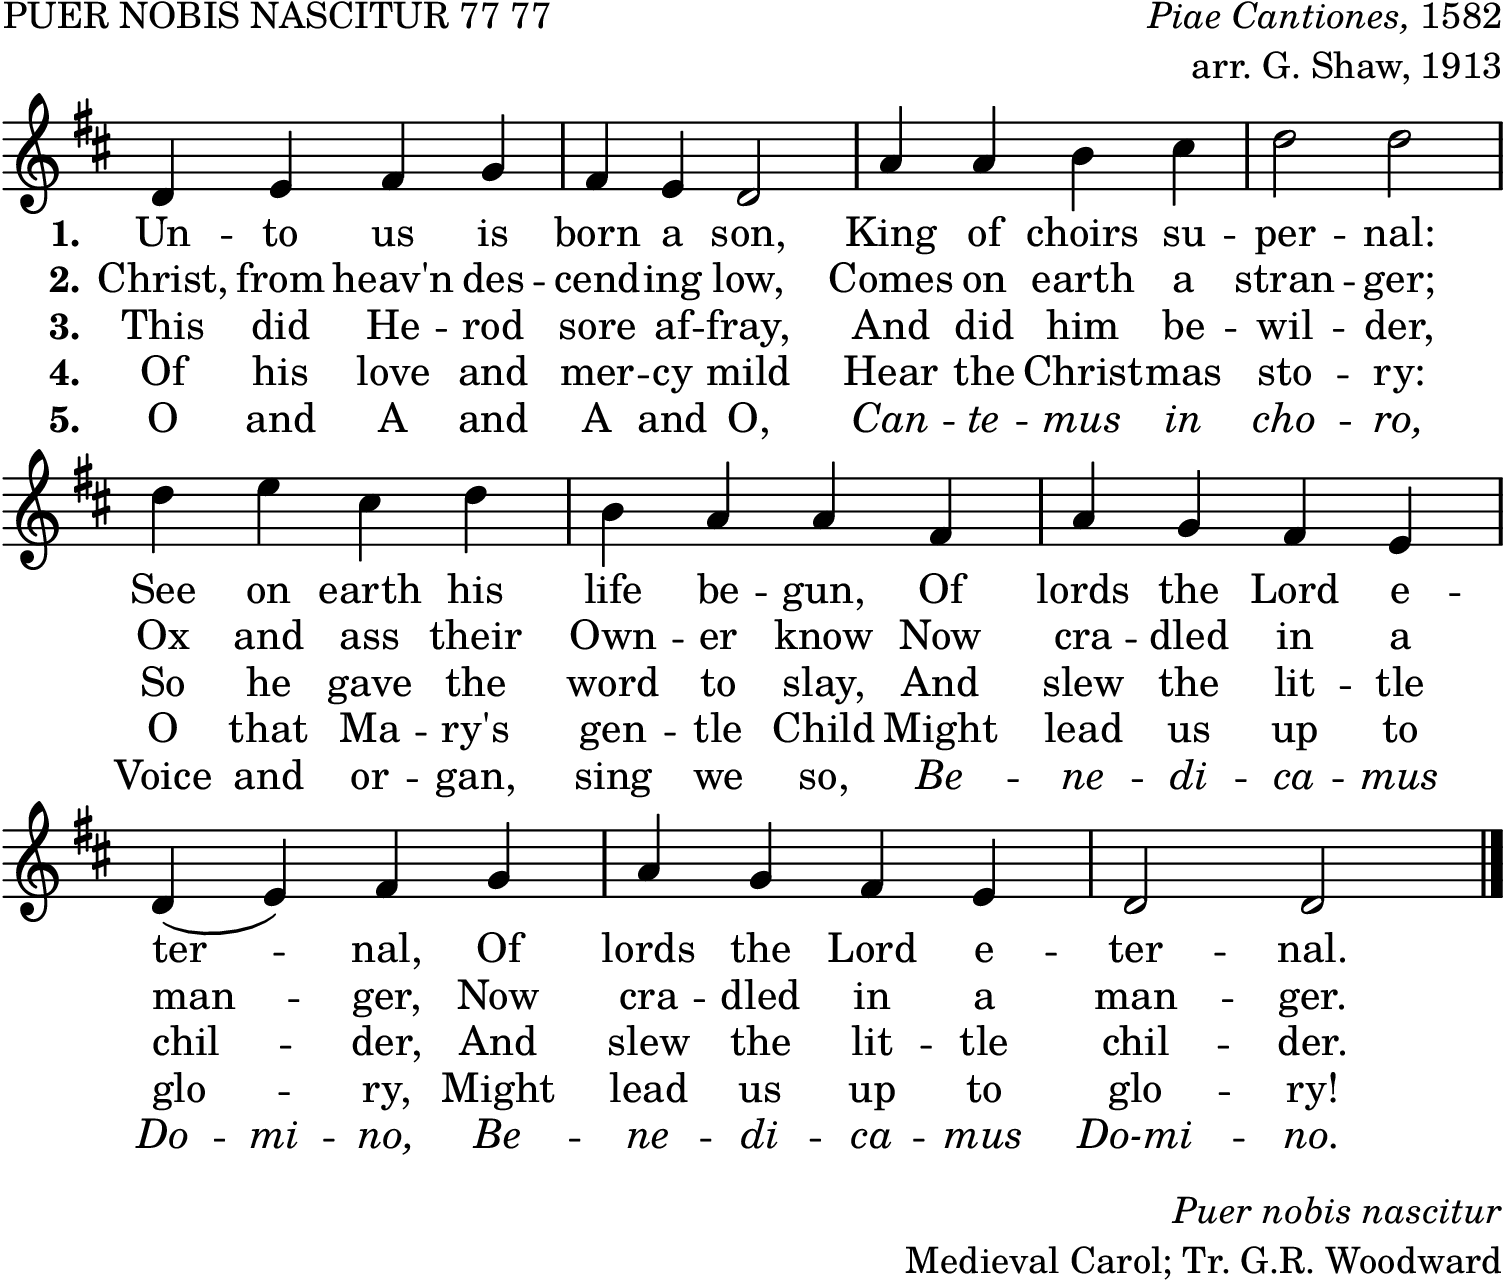 PUER NOBIS NASCITUR 77 77
Piae Cantiones, 1582
arr. G. Shaw, 1913
1. Un - to us is born a son, King of choirs su - per - nal:
2. Christ, from heav'n des - cend-ing low, Comes on earth a stran - ger;
3. This did He - rod sore af - fray, And did him be - wil - der,
4. Of his love and mer - cy mild Hear the Christ-mas sto - ry:
5. O and A and A and O, Can - te - mus in cho - ro,
See on earth his life be - gun, Of lords the Lord e -
Ox and ass their Own - er know Now cra - dled in a
So he gave the word to slay, And slew the lit - tle
O that Ma - ry's gen - tle Child Might lead us up to
Voice and or - gan, sing we so, Be - ne - di - ca - mus
ter - nal, Of lords the Lord e - ter - nal.
man - ger, Now cra - dled in a man - ger.
chil - der, And slew the lit - tle chil - der.
glo - ry, Might lead us up to glo - ry!
Do - mi - no, Be - ne - di - ca - mus Do-mi - no.
Puer nobis nascitur
Medieval Carol; Tr. G.R. Woodward